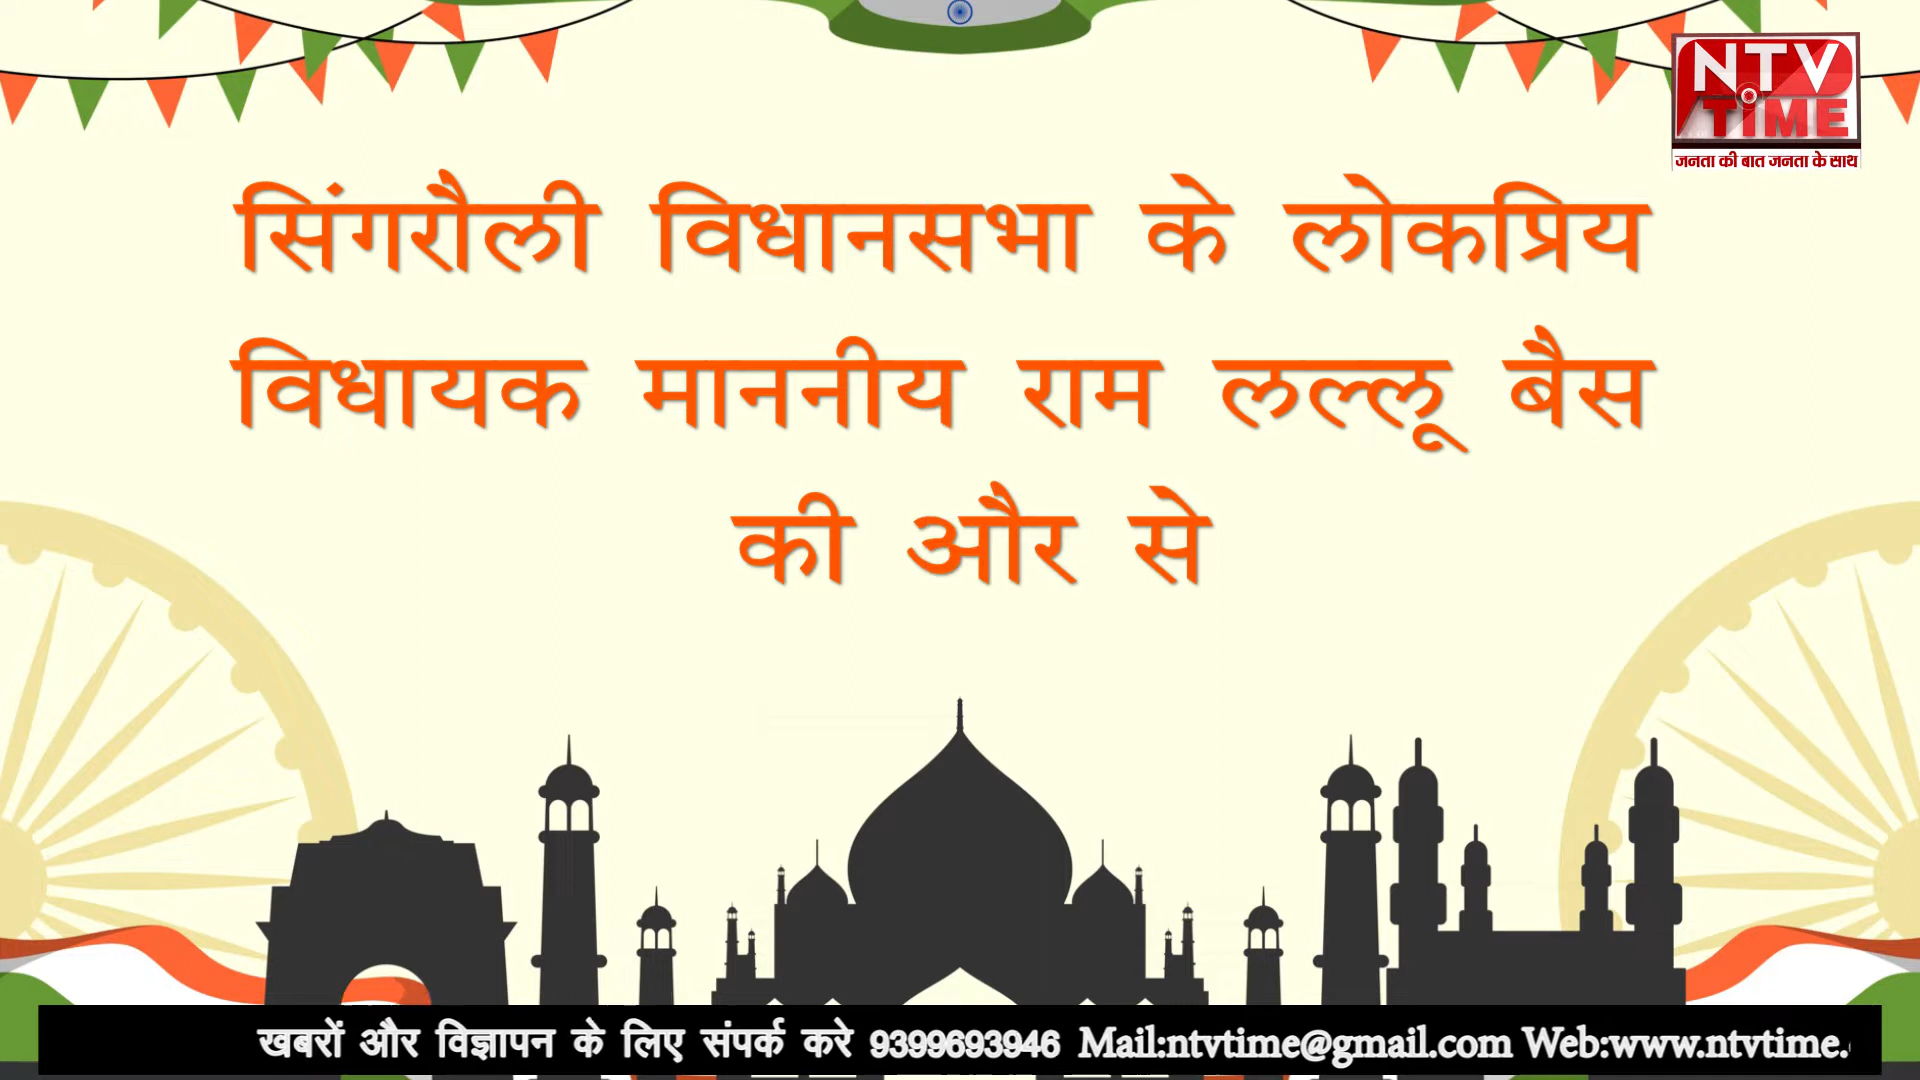 NTV
TiME
जनता की बात जनता के साथ
सिंगरौली विधानसभा के लोकप्रिय
विधायक माननीय राम लल्लू बैस
की और से
खबरों और विज्ञापन के लिए संपर्क करे 9399693946 Mail:ntvtime@gmail.com Web:www.ntvtime.